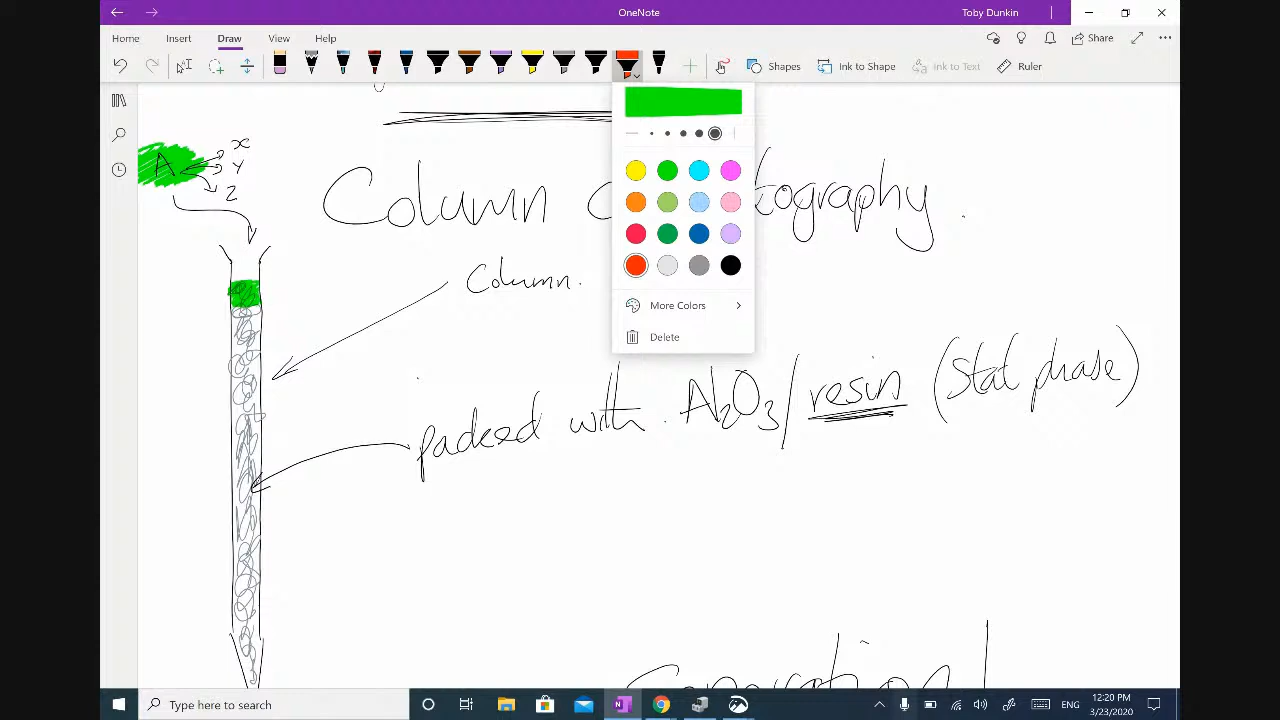 OneNote
Toby Dunkin
Home Insert Draw View Help
Share
Shapes Ink to Shape Ink to Text Ruler
x
A
y
z
Column
tography.
Column.
More Colors
Delete
packed with Al2O3/resin (stat phase)
Type here to search
ENG
12:20 PM
3/23/2020